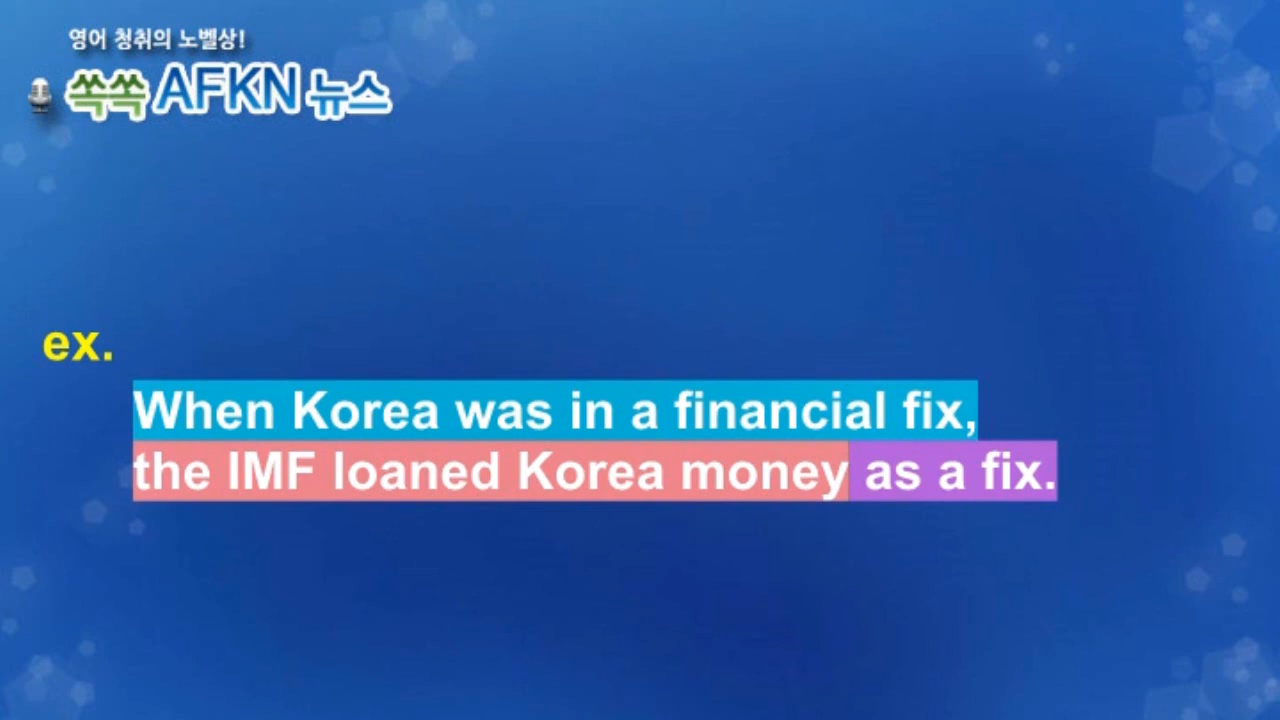 영어 청취의 노벨상!
쏙쏙 AFKN 뉴스
ex.
When Korea was in a financial fix,
the IMF loaned Korea money as a fix.